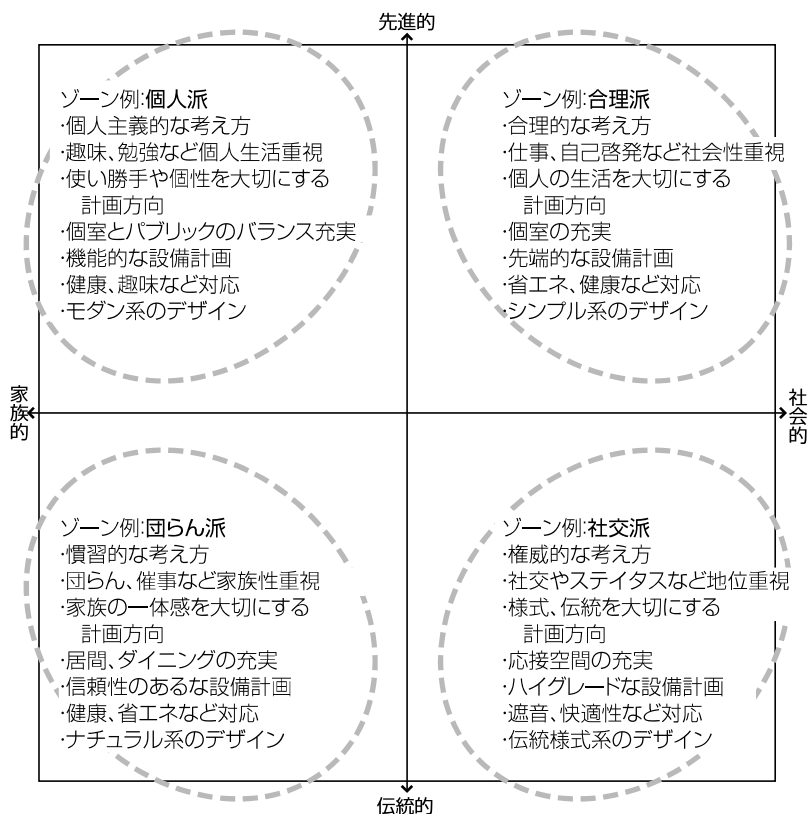 先進的
ゾーン例:個人派
・個人主義的な考え方
・趣味、勉強など個人生活重視
・使い勝手や個性を大切にする
計画方向
・個室とパブリックのバランス充実
・機能的な設備計画
・健康、趣味など対応
・モダン系のデザイン
ゾーン例:合理派
・合理的な考え方
・仕事、自己啓発など社会性重視
・個人の生活を大切にする
計画方向
・個室の充実
・先端的な設備計画
・省エネ、健康など対応
・シンプル系のデザイン
家族的
社会的
ゾーン例:団らん派
・慣習的な考え方
・団らん、催事など家族性重視
・家族の一体感を大切にする
計画方向
・居間、ダイニングの充実
・信頼性のあるな設備計画
・健康、省エネなど対応
・ナチュラル系のデザイン
ゾーン例:社交派
・権威的な考え方
・社交やステイタスなど地位重視
・様式、伝統を大切にする
計画方向
・応接空間の充実
・ハイグレードな設備計画
・遮音、快適性など対応
・伝統様式系のデザイン
伝統的